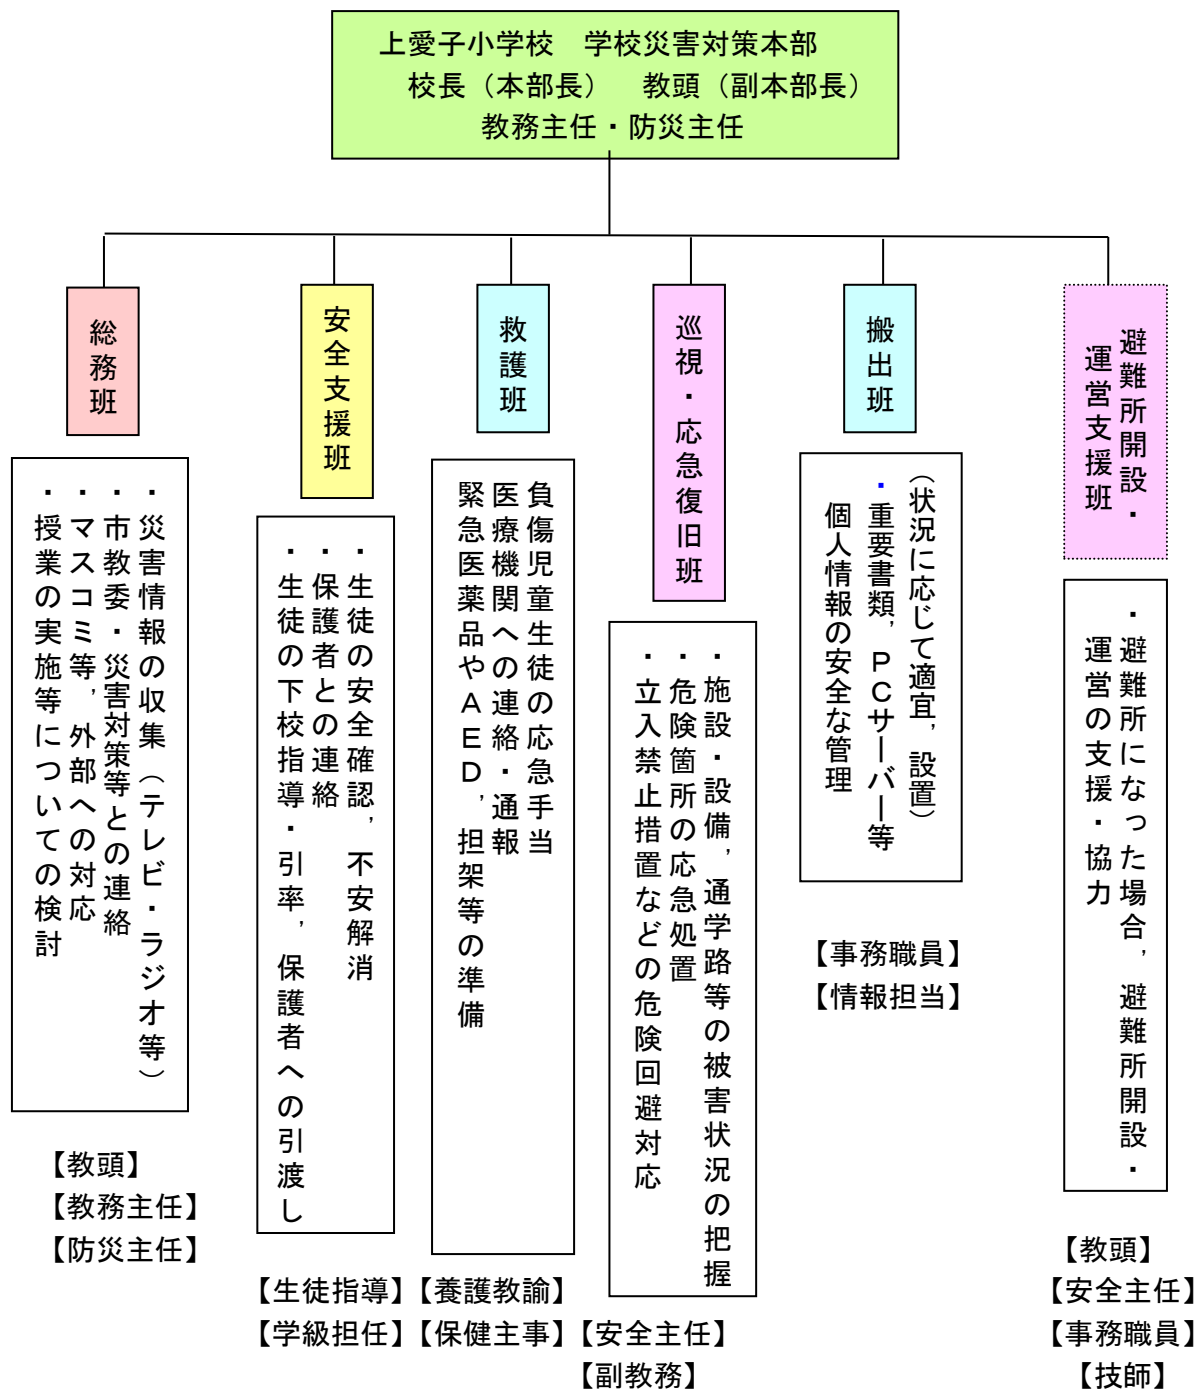 上愛子小学校　学校災害対策本部
校長（本部長）　教頭（副本部長）
教務主任・防災主任
総務班
・災害情報の収集（テレビ・ラジオ等）
・市教委・災害対策等との連絡
・マスコミ等，外部への対応
・授業の実施等についての検討
【教頭】
【教務主任】
【防災主任】
安全支援班
・生徒の安全確認，不安解消
・保護者との連絡
・生徒の下校指導・引率，保護者への引渡し
【生徒指導】
【学級担任】
救護班
負傷児童生徒の応急手当
医療機関への連絡・通報
緊急医薬品やＡＥＤ，担架等の準備
【養護教諭】
【保健主事】
巡視・応急復旧班
・施設・設備，通学路等の被害状況の把握
・危険箇所の応急処置
・立入禁止措置などの危険回避対応
【安全主任】
【副教務】
搬出班
（状況に応じて適宜，設置）
・重要書類，ＰＣサーバー等
個人情報の安全な管理
【事務職員】
【情報担当】
避難所開設・
運営支援班
・避難所になった場合，避難所開設・
運営の支援・協力
【教頭】
【安全主任】
【事務職員】
【技師】